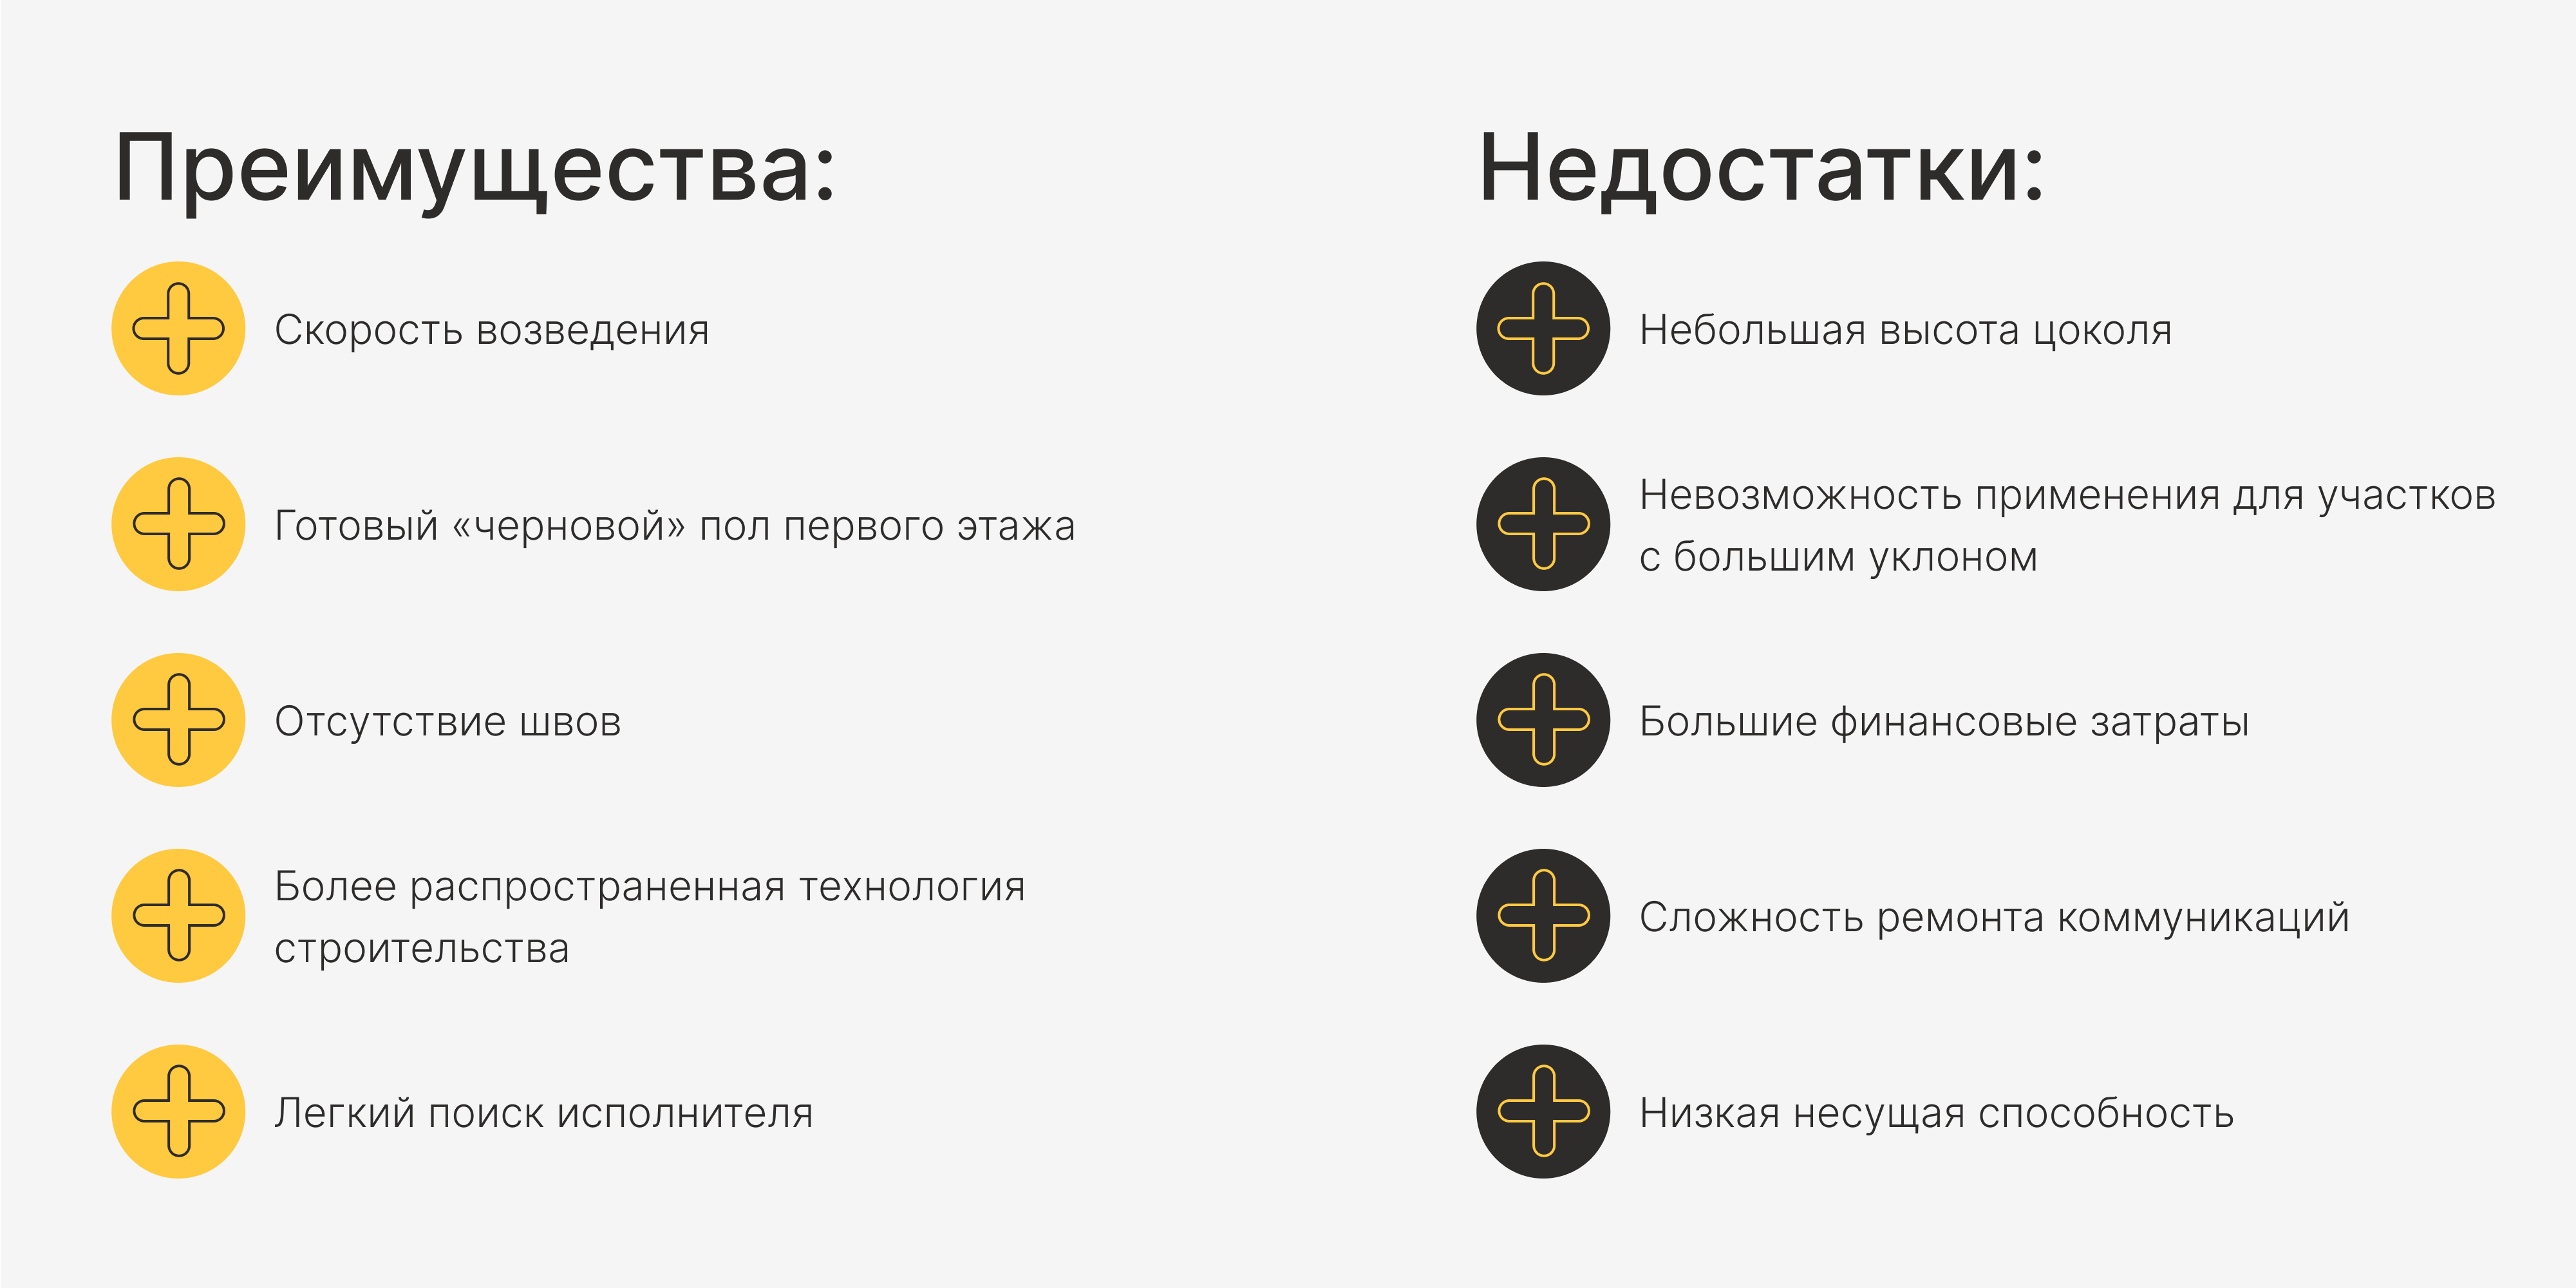 Преимущества:
Скорость возведения
Готовый «черновой» пол первого этажа
Отсутствие швов
Более распространенная технология
строительства
Легкий поиск исполнителя
Недостатки:
Небольшая высота цоколя
Невозможность применения для участков
с большим уклоном
Большие финансовые затраты
Сложность ремонта коммуникаций
Низкая несущая способность